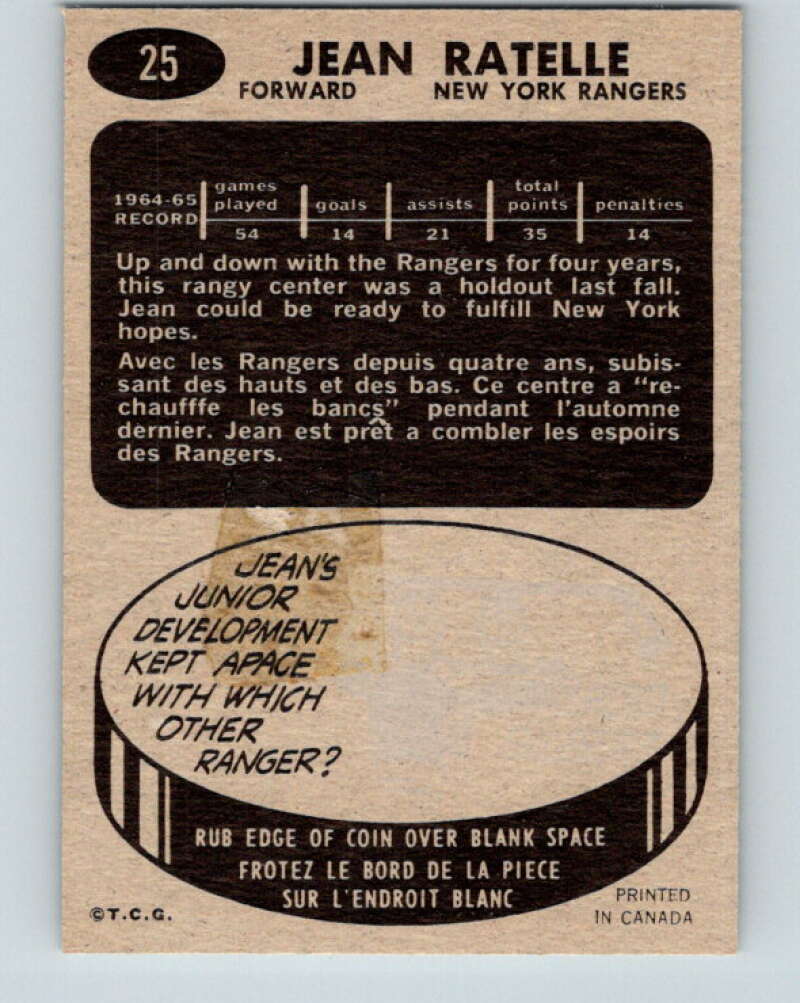 25
JEAN RATELLE
FORWARD NEW YORK RANGERS
1964-65 RECORD games played goals assists total points penalties
54 14 21 35 14
Up and down with the Rangers for four years,
this rangy center was a holdout last fall.
Jean could be ready to fulfill New York
hopes.
Avec les Rangers depuis quatre ans, subis-
sant des hauts et des bas. Ce centre a "re-
chaufffe les bancs" pendant l'automne
dernier. Jean est prêt a combler les espoirs
des Rangers.
JEAN'S
JUNIOR
DEVELOPMENT
KEPT APACE
WITH WHICH
OTHER
RANGER?
RUB EDGE OF COIN OVER BLANK SPACE
FROTEZ LE BORD DE LA PIECE
SUR L'ENDROIT BLANC
©T.C.G.
PRINTED
IN CANADA